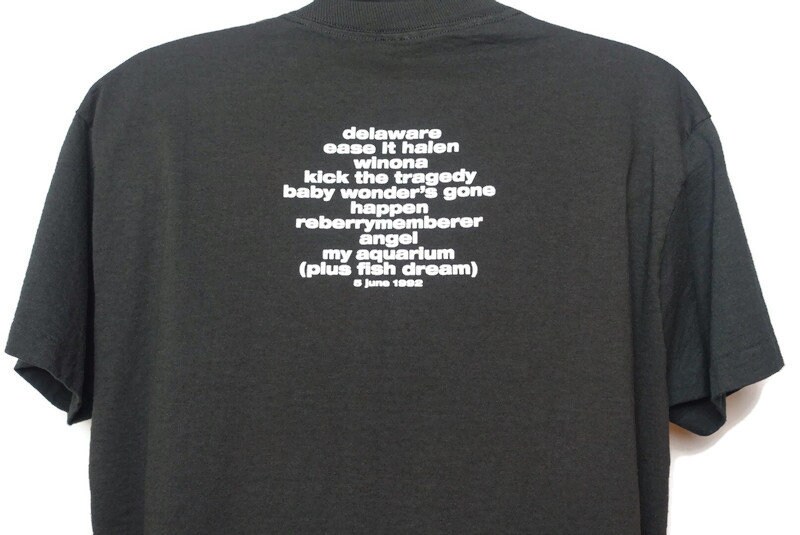 delaware
ease it halen
winona
kick the tragedy
baby wonder's gone
happen
reberrymemberer
angel
my aquarium
(plus fish dream)
5 june 1992